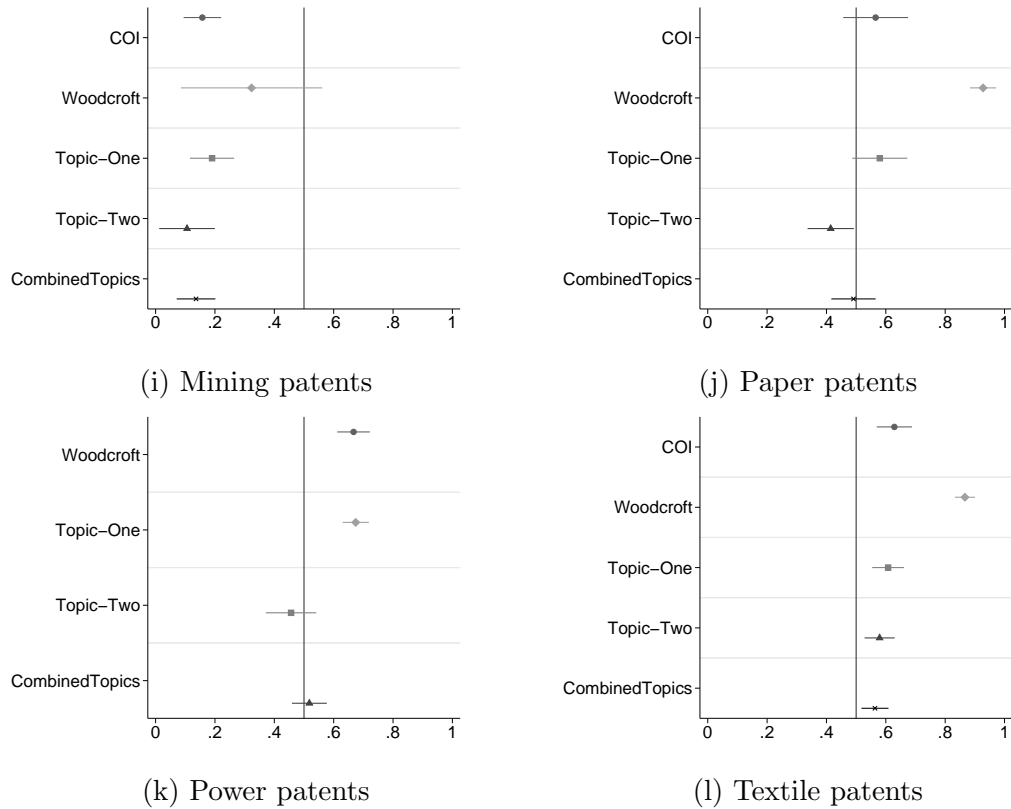 COI
Woodcroft
Topic−One
Topic−Two
CombinedTopics
0 .2 .4 .6 .8 1
(i) Mining patents
COI
Woodcroft
Topic−One
Topic−Two
CombinedTopics
0 .2 .4 .6 .8 1
(j) Paper patents
Woodcroft
Topic−One
Topic−Two
CombinedTopics
0 .2 .4 .6 .8 1
(k) Power patents
COI
Woodcroft
Topic−One
Topic−Two
CombinedTopics
0 .2 .4 .6 .8 1
(l) Textile patents